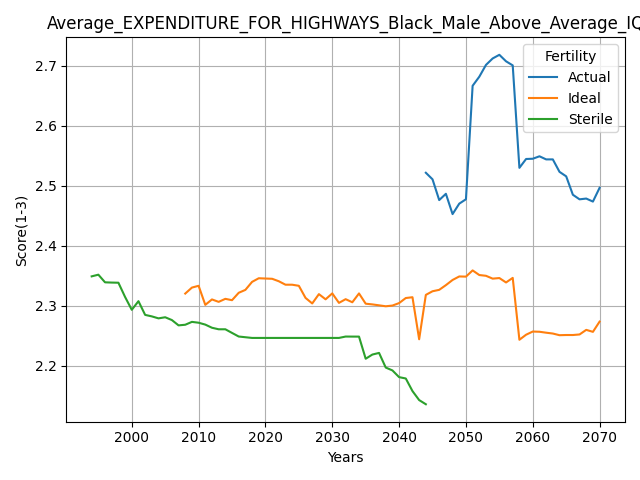 Average_EXPENDITURE_FOR_HIGHWAYS_Black_Male_Above_Average_IQ
Fertility
Actual
Ideal
Sterile
Score(1-3)
2.7
2.6
2.5
2.4
2.3
2.2
2000 2010 2020 2030 2040 2050 2060 2070
Years